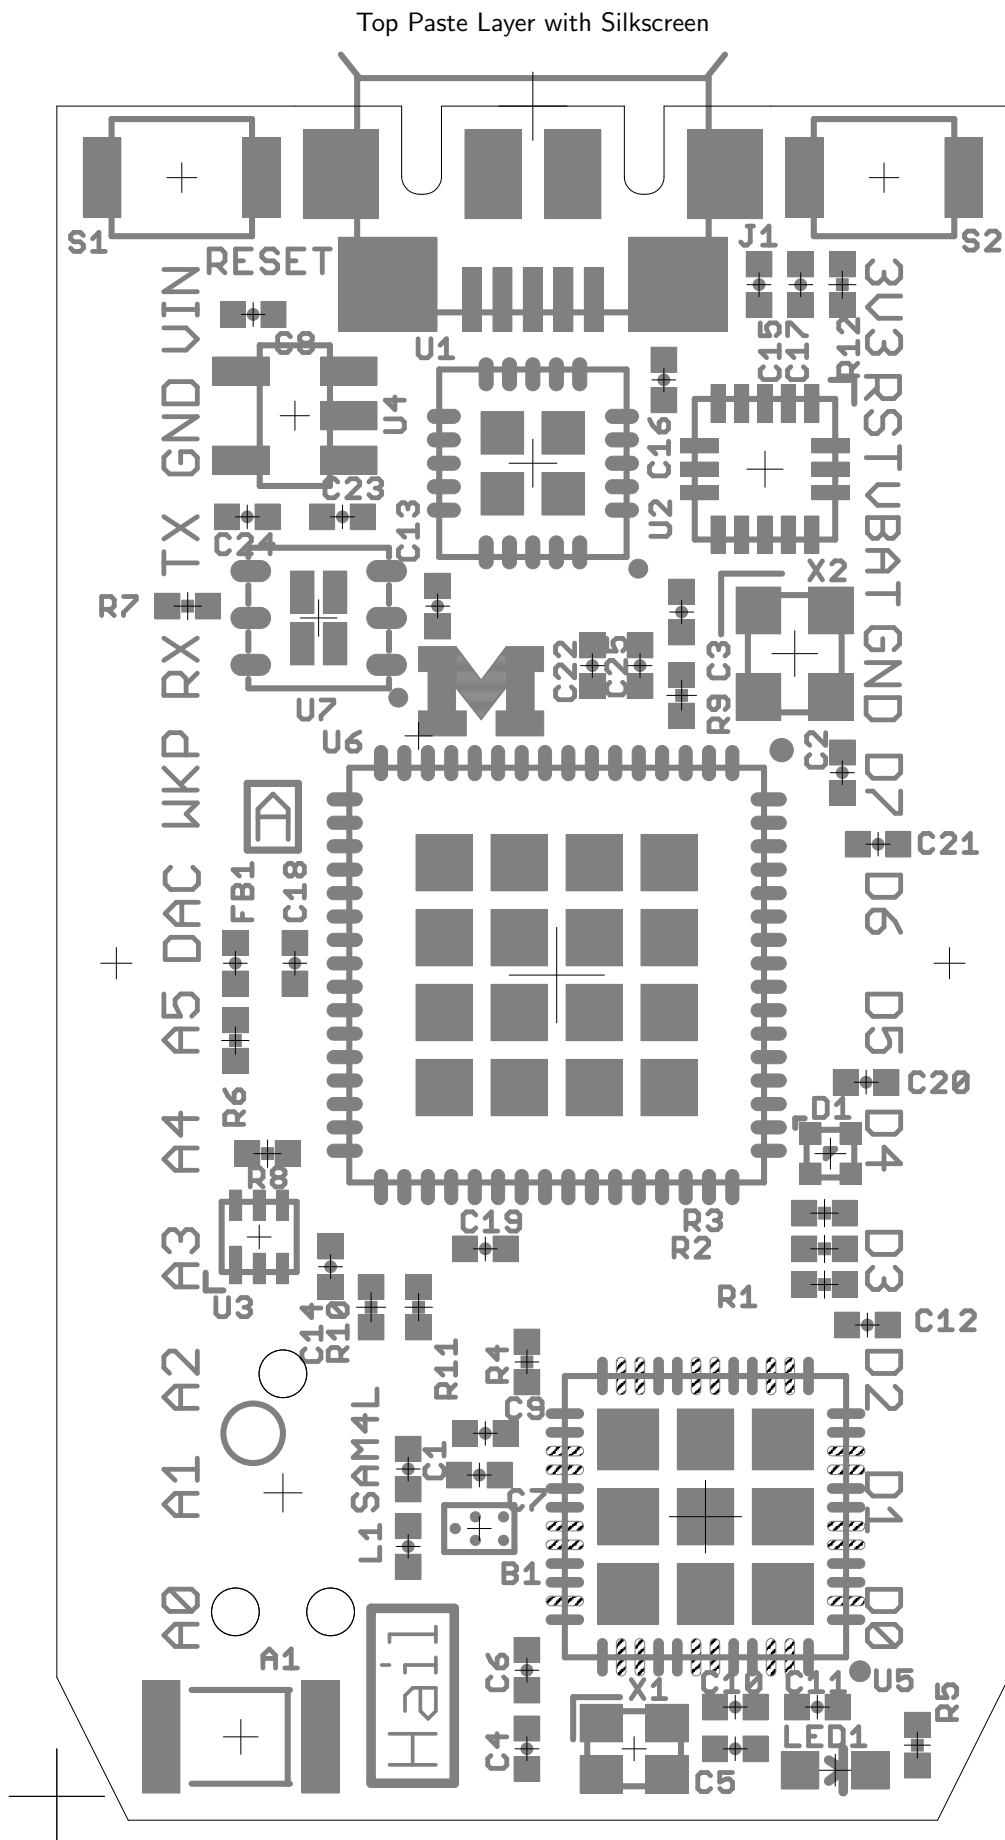 Top Paste Layer with Silkscreen
S1
RESET
J1
S2
VIN
C8
U1
C15
C17
R12
3V3
GND
U4
C16
RST
C23
C13
U2
TX
C24
VBAT
X2
R7
RX
U7
C22
C25
C3
R9
GND
U6
WKP
C2
D7
A
C21
DAC
FB1
C18
D6
A5
D5
R6
C20
A4
D1
D4
R8
C19
R3
R2
A3
D3
U3
R1
C14
R10
C12
A2
R11
R4
D2
C9
SAM4L
C1
A1
C7
D1
L1
B1
A0
D0
A1
Hail
C6
X1
C10
C11
U5
R5
C4
LED1
C5